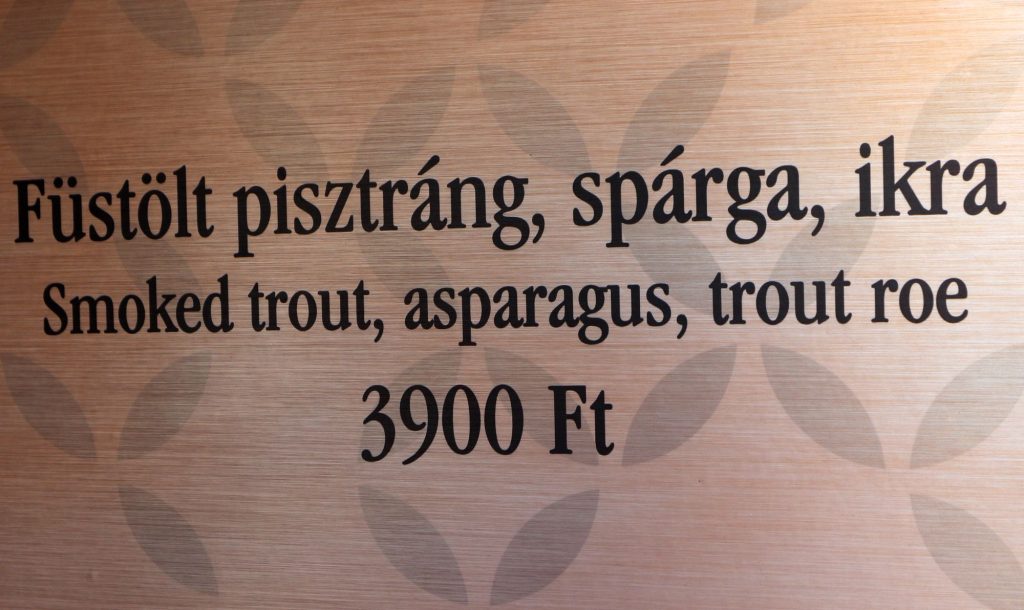 Füstölt pisztráng, spárga, ikra
Smoked trout, asparagus, trout roe
3900 Ft